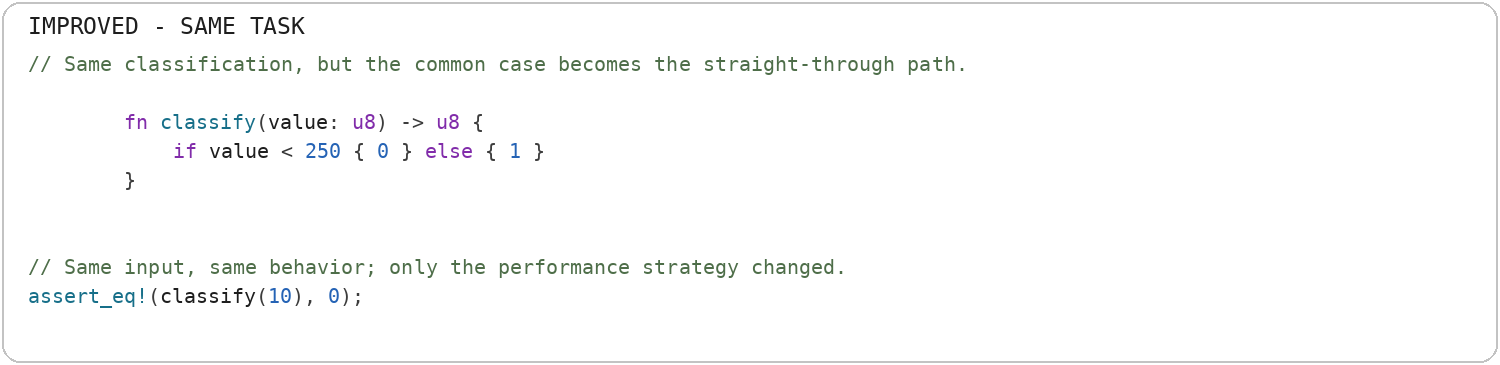 IMPROVED - SAME TASK
// Same classification, but the common case becomes the straight-through path.
fn classify(value: u8) -> u8 {
if value < 250 { 0 } else { 1 }
}
// Same input, same behavior; only the performance strategy changed.
assert_eq!(classify(10), 0);